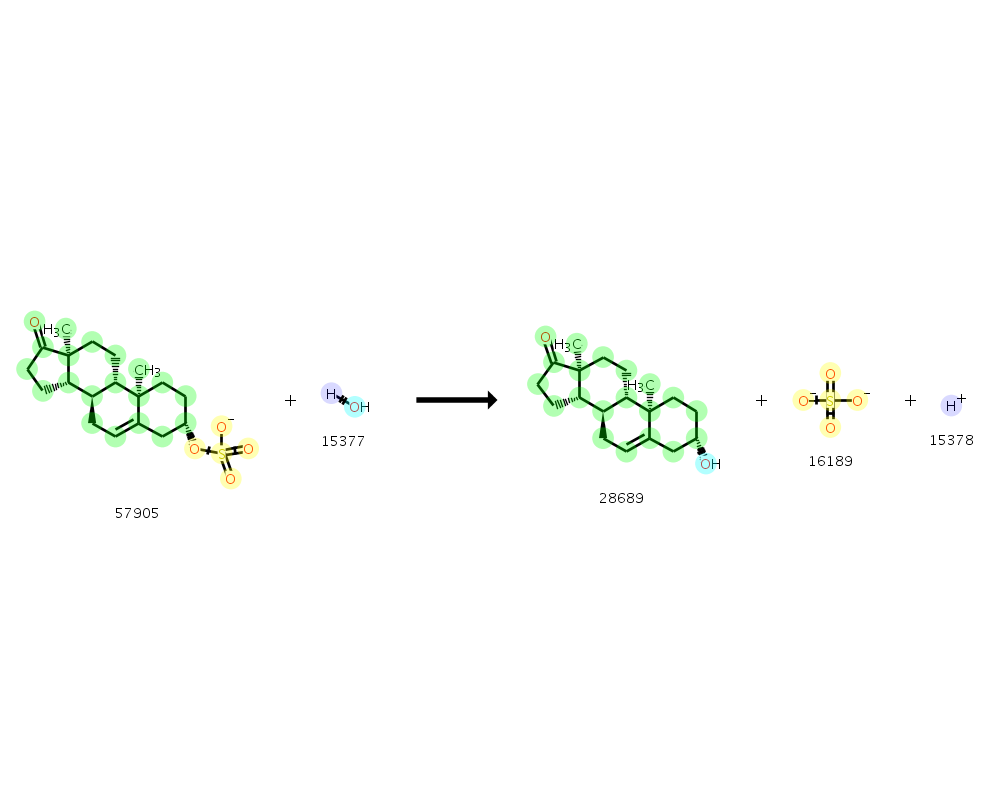 O
H₃C
CH₃
O⁻
O
S
O
O
57905
+
H
OH
15377
O
H₃C
H₃C
OH
28689
+
O
O⁻
S
O⁻
O
16189
+
H⁺
15378